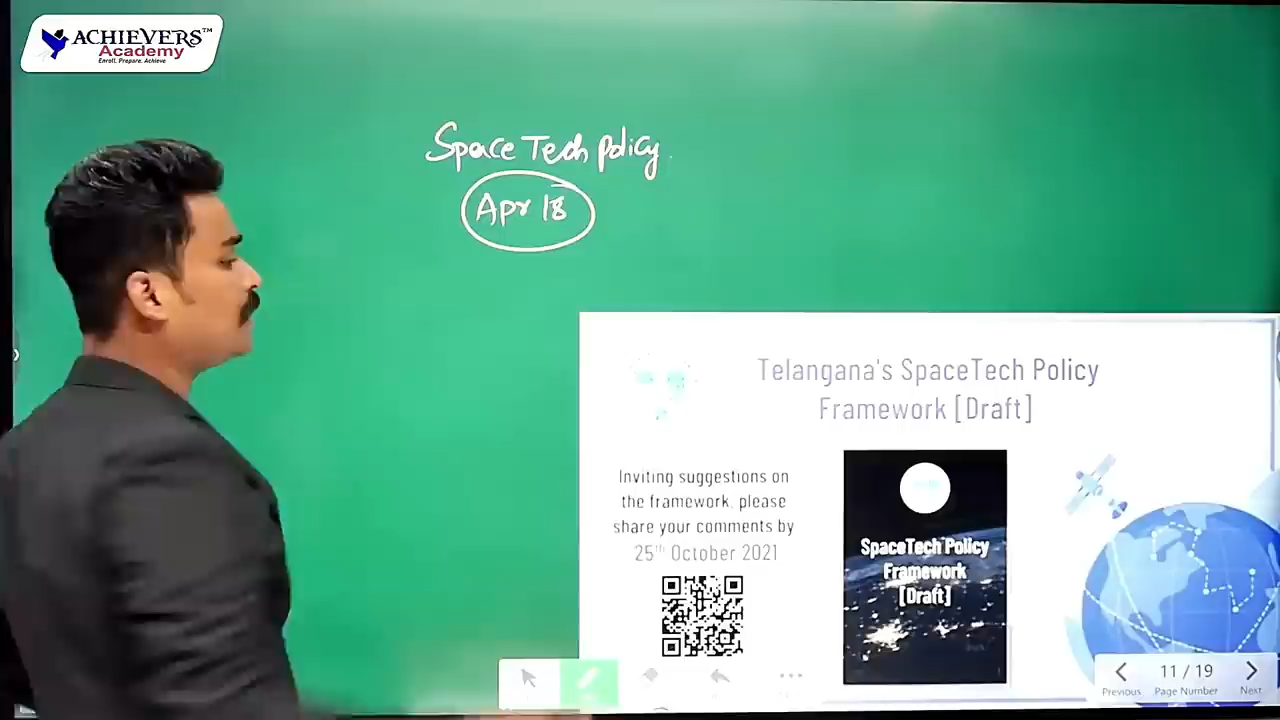 ACHIEVERS™
Academy
Enroll. Prepare. Achieve
Space Tech policy.
Apr 18
Telangana's SpaceTech Policy
Framework [Draft]
Inviting suggestions on
the framework, please
share your comments by
25th October 2021
SpaceTech Policy
Framework
[Draft]
11 / 19
Previous Page Number Next